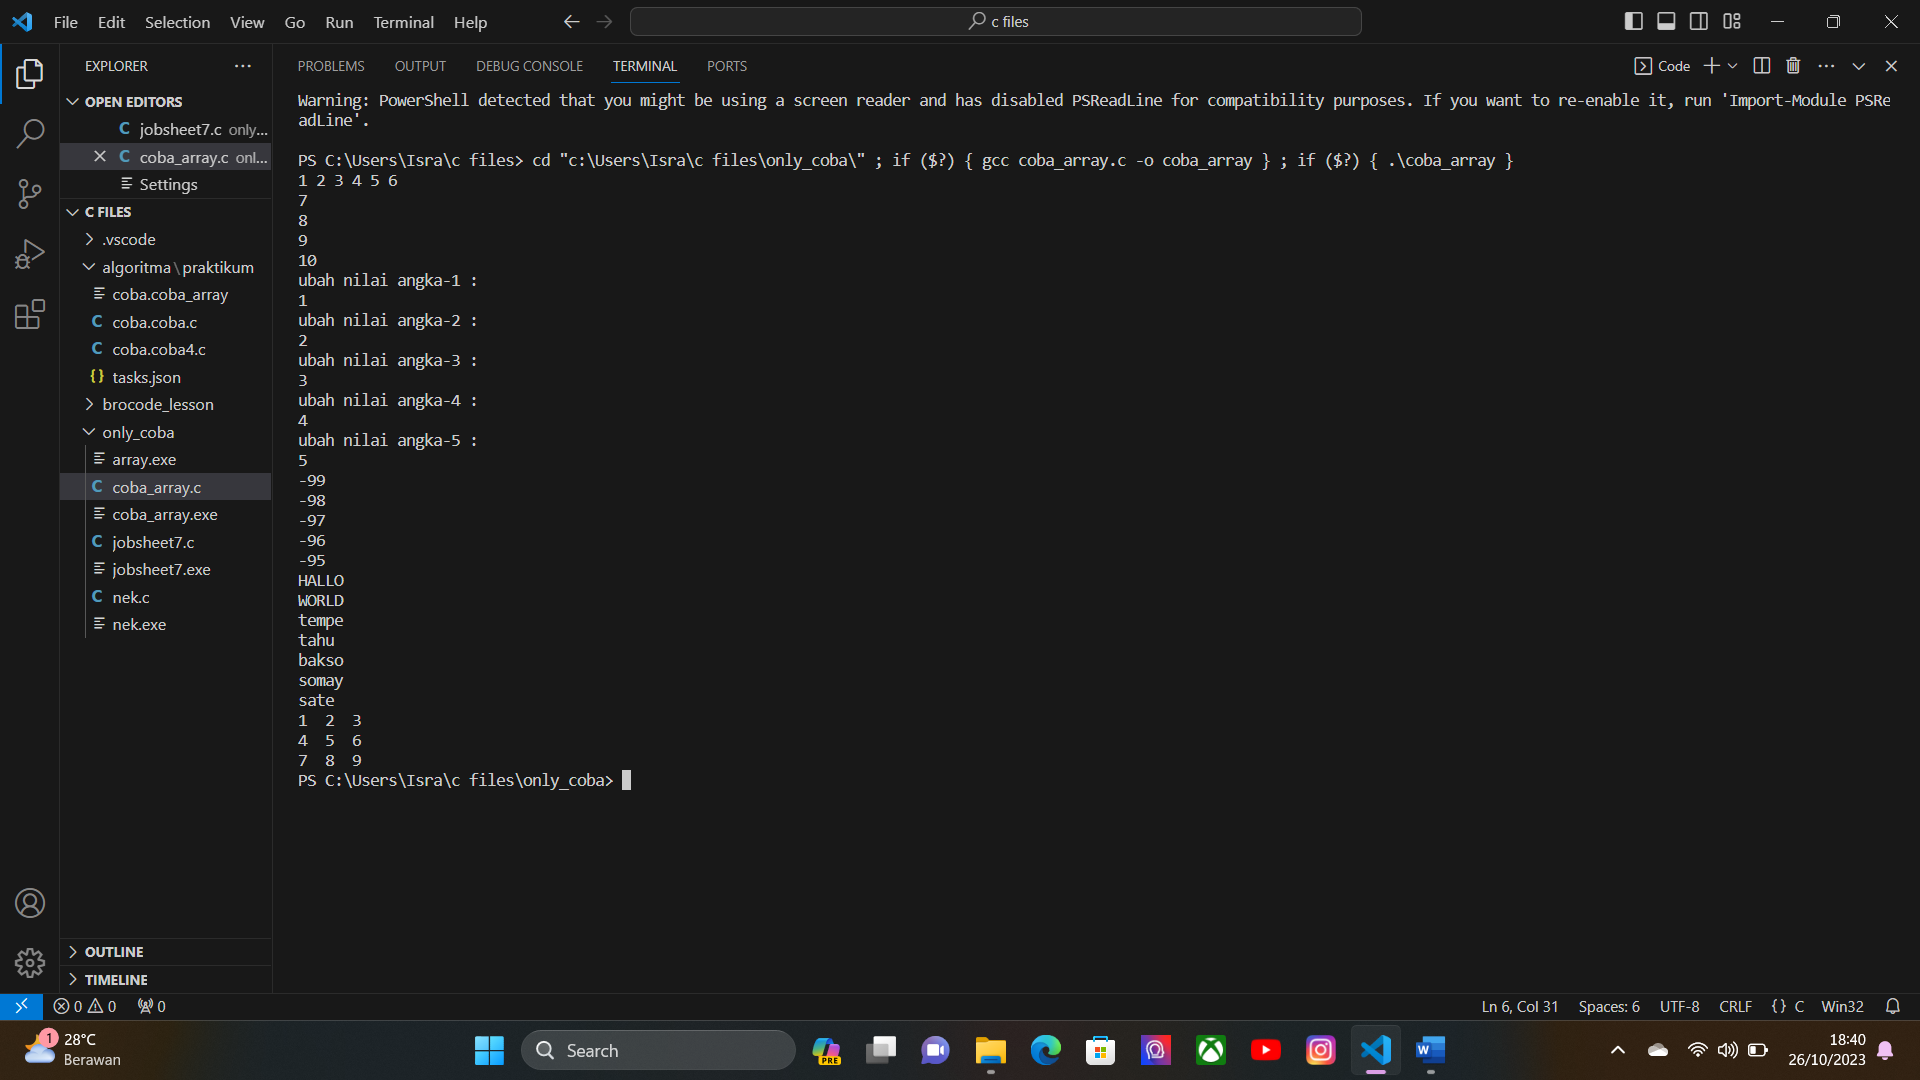 File Edit Selection View Go Run Terminal Help
c files
EXPLORER
OPEN EDITORS
jobsheet7.c only...
coba_array.c onl...
Settings
C FILES
.vscode
algoritma\praktikum
coba.coba_array
coba.coba.c
coba.coba4.c
tasks.json
brocode_lesson
only_coba
array.exe
coba_array.c
coba_array.exe
jobsheet7.c
jobsheet7.exe
nek.c
nek.exe
OUTLINE
TIMELINE
PROBLEMS OUTPUT DEBUG CONSOLE TERMINAL PORTS
Code
Warning: PowerShell detected that you might be using a screen reader and has disabled PSReadLine for compatibility purposes. If you want to re-enable it, run 'Import-Module PSRe
adLine'.
PS C:\Users\Isra\c files> cd "c:\Users\Isra\c files\only_coba\" ; if ($?) { gcc coba_array.c -o coba_array } ; if ($?) { .\coba_array }
1 2 3 4 5 6
7
8
9
10
ubah nilai angka-1 :
1
ubah nilai angka-2 :
2
ubah nilai angka-3 :
3
ubah nilai angka-4 :
4
ubah nilai angka-5 :
5
-99
-98
-97
-96
-95
HALLO
WORLD
tempe
tahu
bakso
somay
sate
1 2 3
4 5 6
7 8 9
PS C:\Users\Isra\c files\only_coba>
0 0 0
Ln 6, Col 31 Spaces: 6 UTF-8 CRLF {} C Win32
1
28°C
Berawan
Search
PRE
18:40
26/10/2023